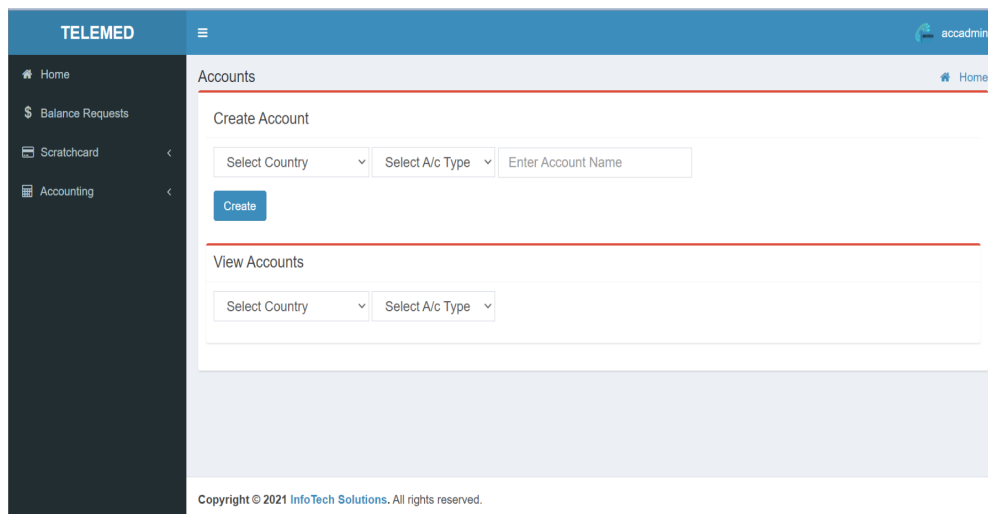 TELEMED
accadmin
Home
Balance Requests
Scratchcard
Accounting
Accounts
Home
Create Account
Select Country Select A/c Type Enter Account Name
Create
View Accounts
Select Country Select A/c Type
Copyright © 2021 InfoTech Solutions. All rights reserved.